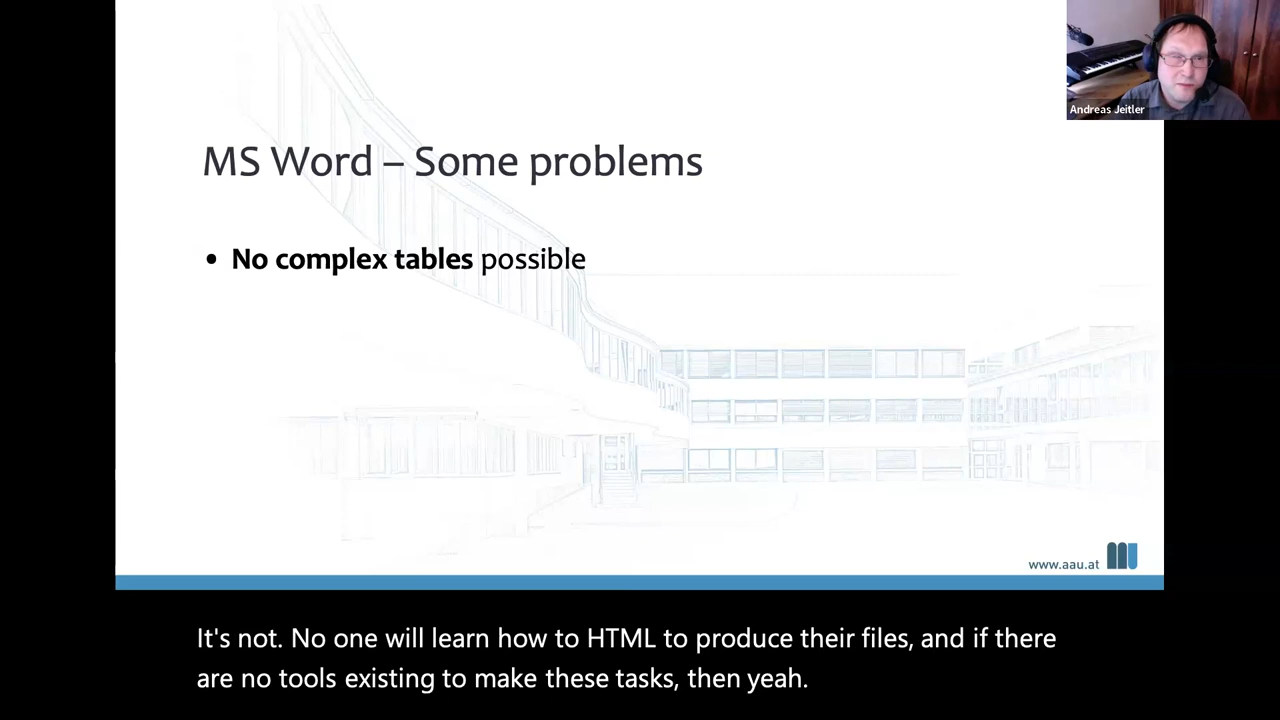 Andreas Jeitler
MS Word – Some problems
• No complex tables possible
www.aau.at
It's not. No one will learn how to HTML to produce their files, and if there
are no tools existing to make these tasks, then yeah.